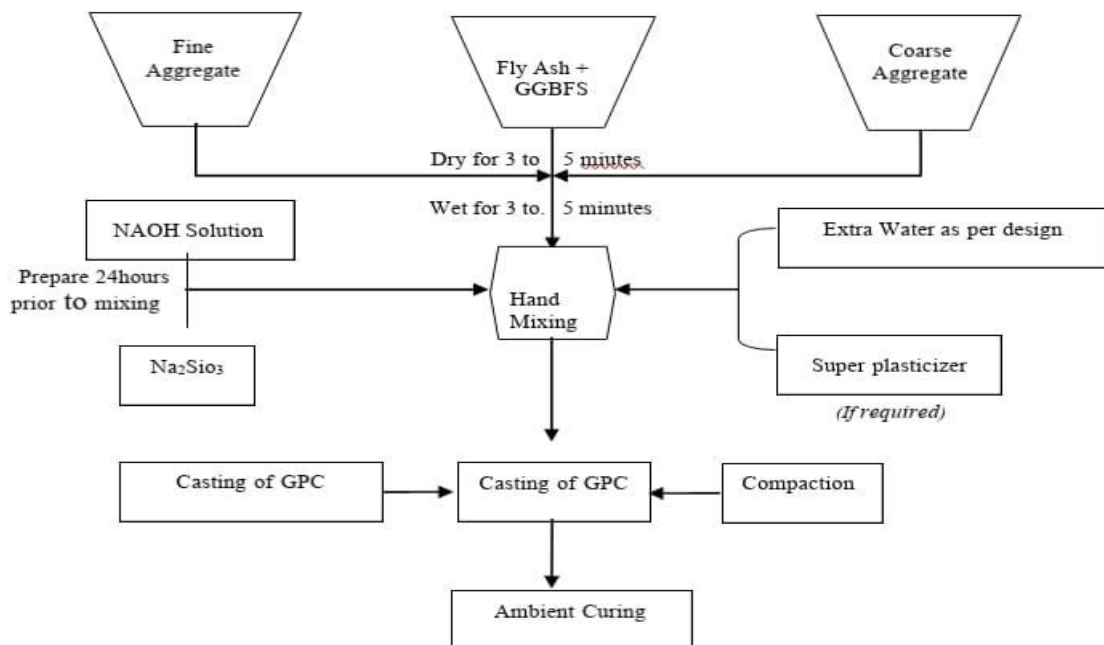 Fine
Aggregate
Fly Ash +
GGBFS
Coarse
Aggregate
Dry for 3 to 5 miutes
Wet for 3 to. 5 minutes
NAOH Solution
Extra Water as per design
Prepare 24hours
prior to mixing
Hand
Mixing
Na₂Sio₃
Super plasticizer
(If required)
Casting of GPC
Casting of GPC
Compaction
Ambient Curing